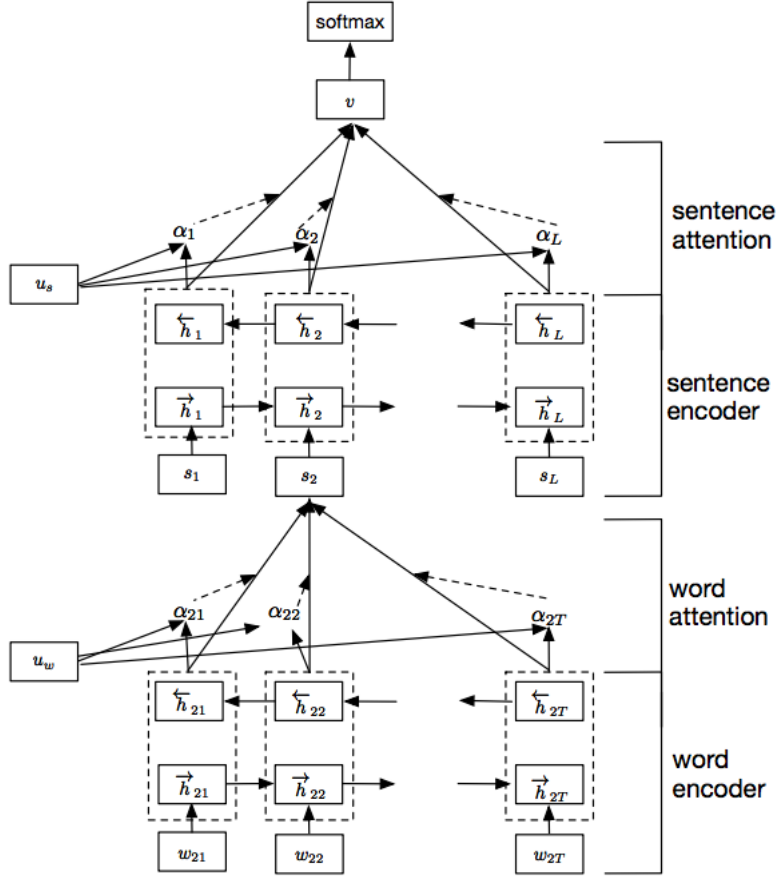 softmax
v
α1 α2 αL
sentence
attention
us
←h1 ←h2 ←hL
→h1 →h2 →hL
sentence
encoder
s1 s2 sL
α21 α22 α2T
word
attention
uw
←h21 ←h22 ←h2T
→h21 →h22 →h2T
word
encoder
w21 w22 w2T